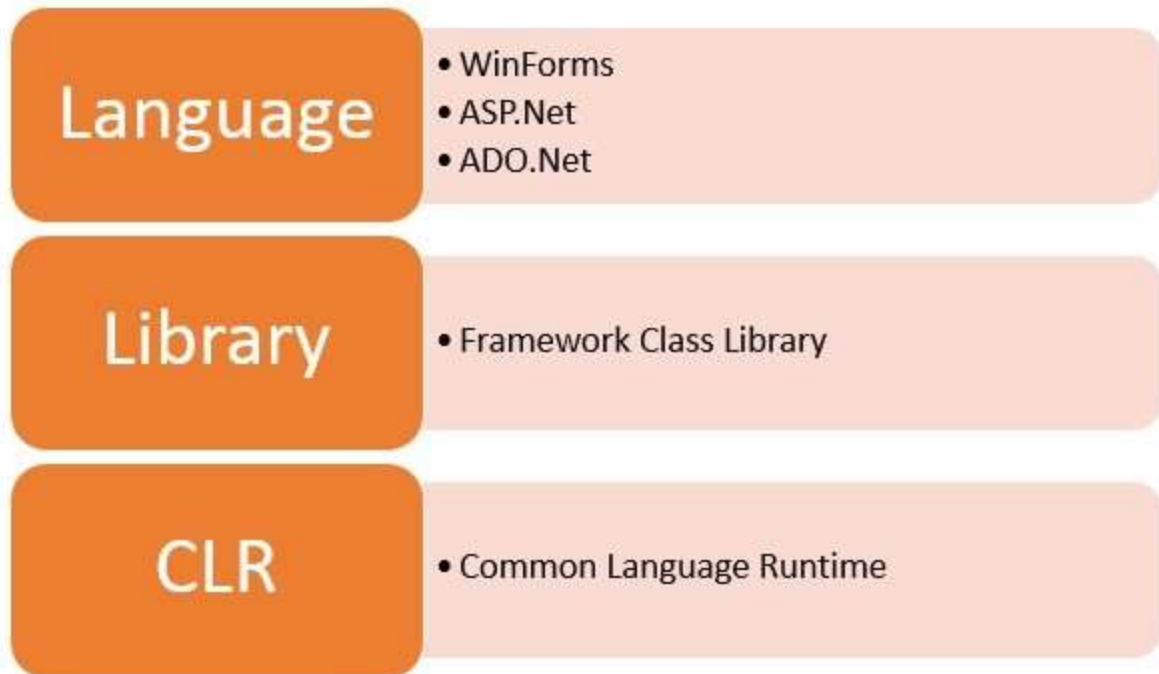 Language
• WinForms
• ASP.Net
• ADO.Net
Library
• Framework Class Library
CLR
• Common Language Runtime